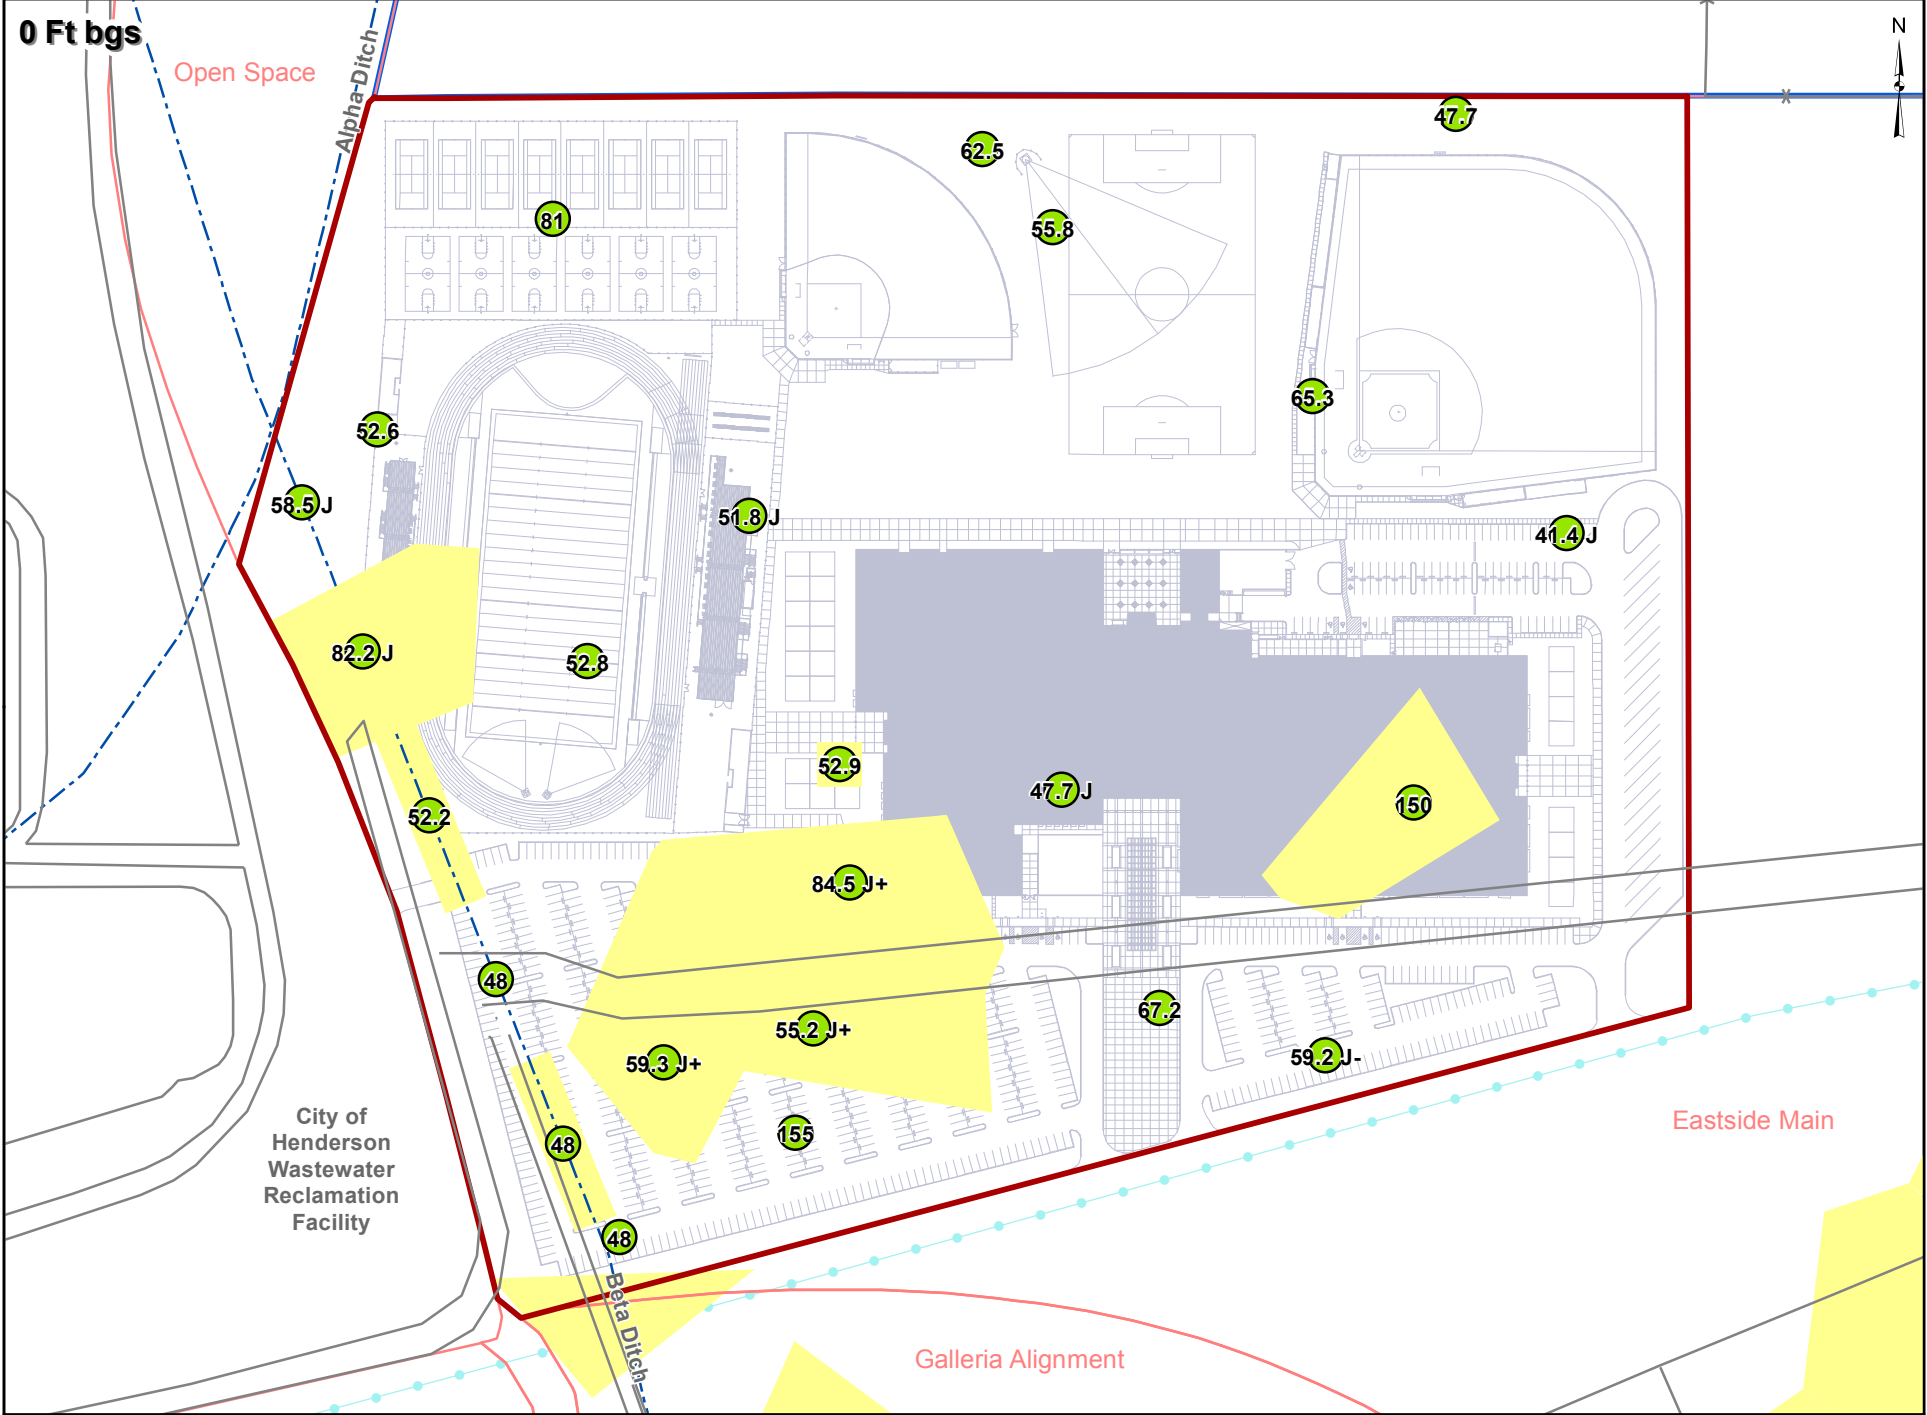 0 Ft bgs
N
Open Space
Alpha Ditch
47.7
62.5
81
55.8
65.3
52.6
58.5 J
51.8 J
41.4 J
82.2 J
52.8
52.9
47.7 J
150
52.2
84.5 J+
48
67.2
55.2 J+
59.3 J+
59.2 J-
155
48
City of
Henderson
Wastewater
Reclamation
Facility
Eastside Main
48
Beta Ditch
Galleria Alignment